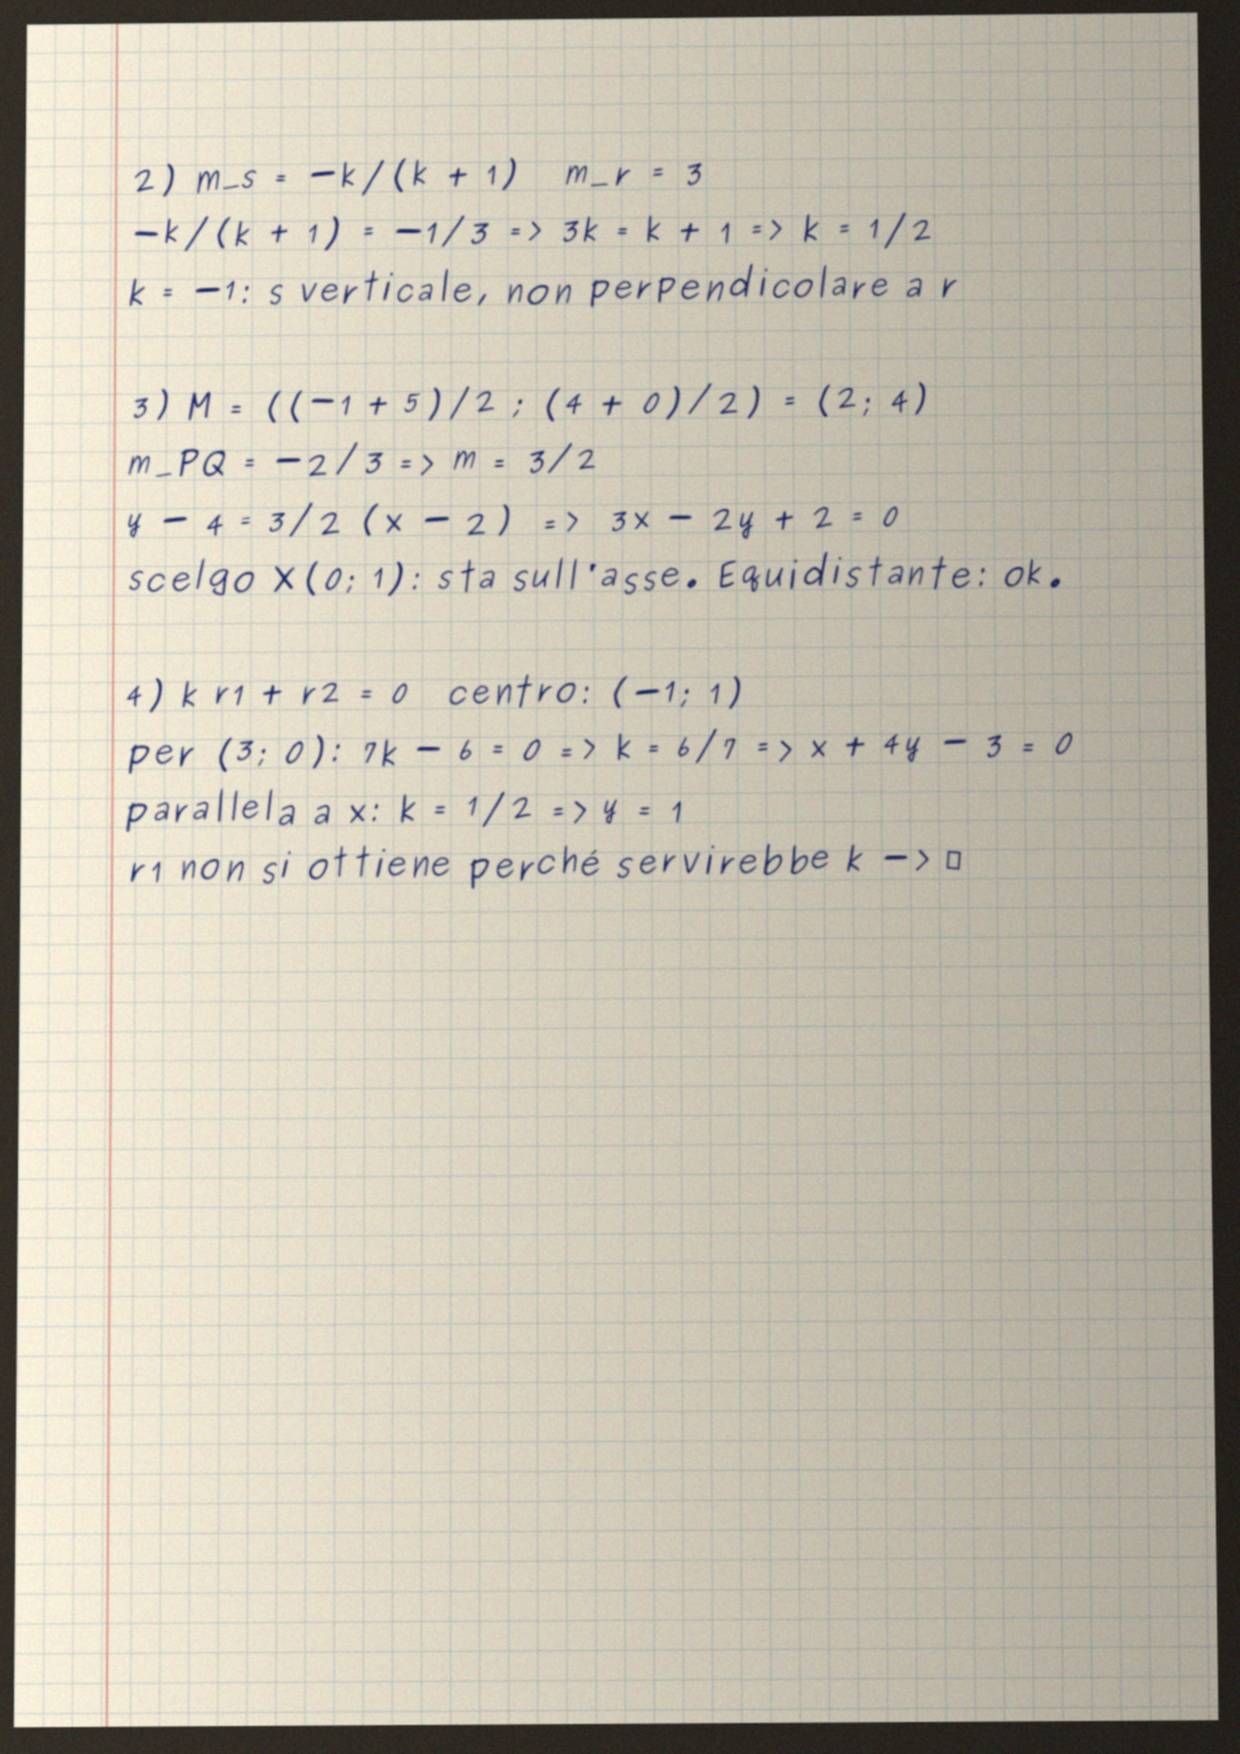 2) m_s = -k/(k + 1) m_r = 3
-k/(k + 1) = -1/3 => 3k = k + 1 => k = 1/2
k = -1: s verticale, non perpendicolare a r
3) M = ((-1 + 5)/2 ; (4 + 0)/2) = (2; 4)
m_PQ = -2/3 => m = 3/2
y - 4 = 3/2 (x - 2) => 3x - 2y + 2 = 0
scelgo X(0; 1): sta sull'asse. Equidistante: ok.
4) k r1 + r2 = 0 centro: (-1; 1)
per (3; 0): 7k - 6 = 0 => k = 6/7 => x + 4y - 3 = 0
parallela a x: k = 1/2 => y = 1
r1 non si ottiene perché servirebbe k -> □